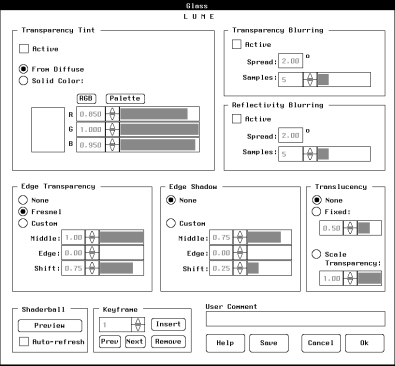 Glass
LUME
Transparency Tint
Active
From Diffuse
Solid Color:
RGB Palette
R 0.850
G 1.000
B 0.950
Transparency Blurring
Active
Spread: 2.00 °
Samples: 5
Reflectivity Blurring
Active
Spread: 2.00 °
Samples: 5
Edge Transparency
None
Fresnel
Custom
Middle: 1.00
Edge: 0.00
Shift: 0.75
Edge Shadow
None
Custom
Middle: 0.75
Edge: 0.00
Shift: 0.25
Translucency
None
Fixed:
0.50
Scale
Transparency:
1.00
Shaderball
Preview
Auto-refresh
Keyframe
1 Insert
Prev Next Remove
User Comment
Help Save Cancel Ok